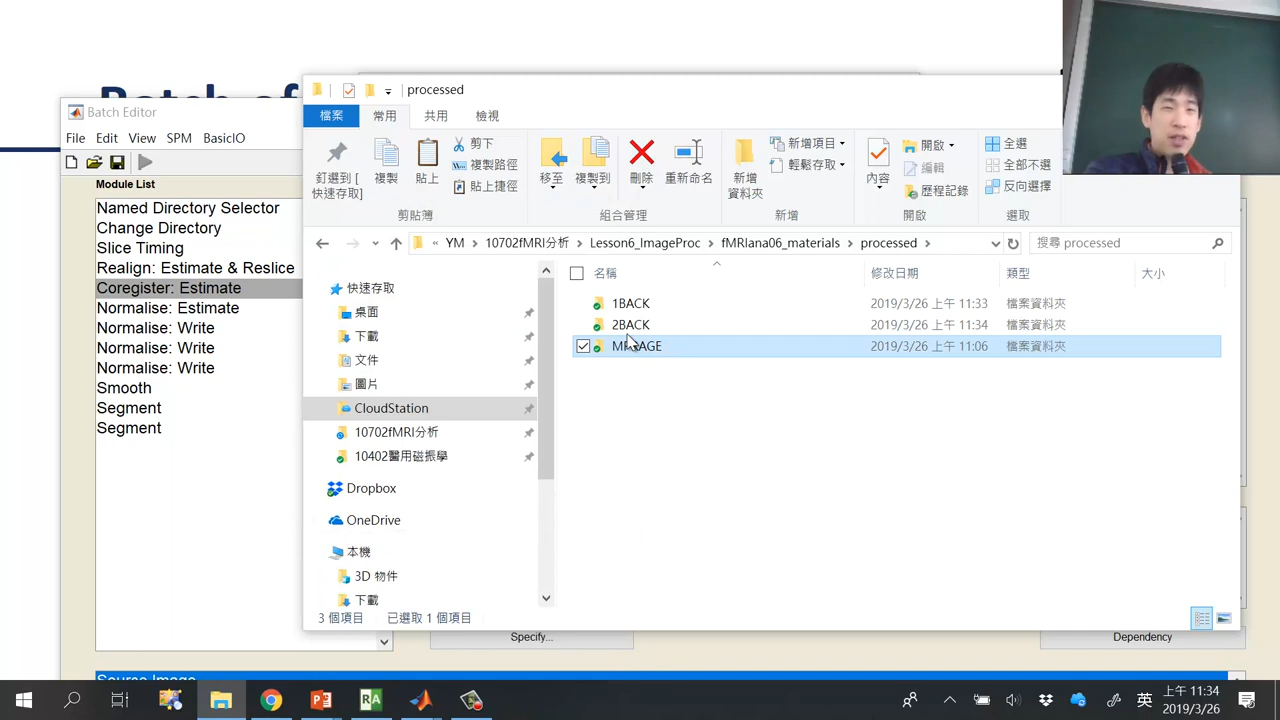 Batch Editor
File Edit View SPM BasicIO
Module List
Named Directory Selector
Change Directory
Slice Timing
Realign: Estimate & Reslice
Coregister: Estimate
Normalise: Estimate
Normalise: Write
Normalise: Write
Normalise: Write
Smooth
Segment
Segment
processed
檔案 常用 共用 檢視
釘選到 [快速存取]
複製
貼上
剪下
複製路徑
貼上捷徑
剪貼簿
移至
複製到
刪除
重新命名
組合管理
新增資料夾
新增項目
輕鬆存取
新增
內容
開啟
編輯
歷程記錄
開啟
全選
全部不選
反向選擇
選取
« YM › 10702fMRI分析 › Lesson6_ImageProc › fMRIana06_materials › processed ›
搜尋 processed
快速存取
桌面
下載
文件
圖片
CloudStation
10702fMRI分析
10402醫用磁振學
Dropbox
OneDrive
本機
3D 物件
下載
名稱 修改日期 類型 大小
1BACK 2019/3/26 上午 11:33 檔案資料夾
2BACK 2019/3/26 上午 11:34 檔案資料夾
2019/3/26 上午 11:06 檔案資料夾
3 個項目 已選取 1 個項目
Specify...
Dependency
Source Image
英
上午 11:34
2019/3/26